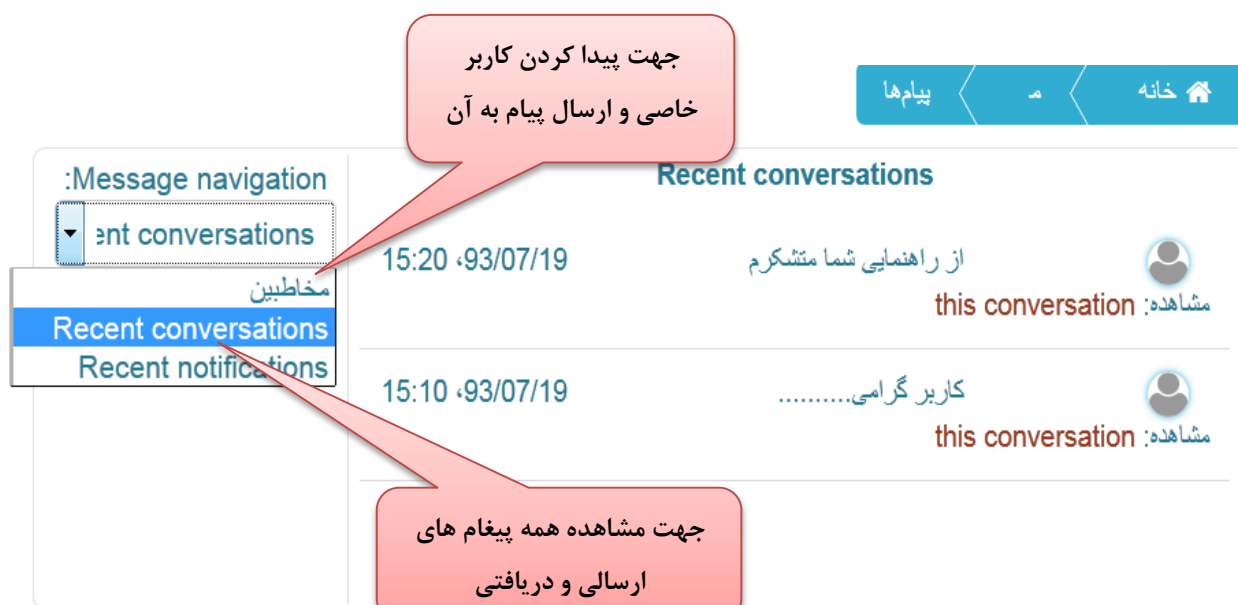 جهت پیدا کردن کاربر
خاصی و ارسال پیام به آن
خانه
مـ
پیام‌ها
Message navigation:
ent conversations
مخاطبین
Recent conversations
Recent notifications
Recent conversations
از راهنمایی شما متشکرم
93/07/19، 15:20
مشاهده: this conversation
کاربر گرامی..........
93/07/19، 15:10
مشاهده: this conversation
جهت مشاهده همه پیغام های
ارسالی و دریافتی